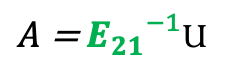 A = E₂₁⁻¹U